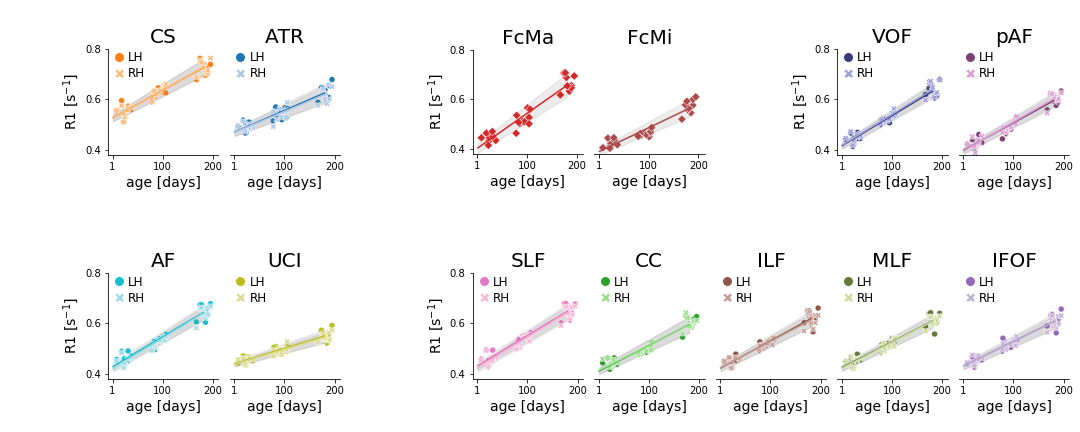 CS
ATR
FcMa
FcMi
VOF
pAF
0.8
0.6
0.4
R1 [s⁻¹]
LH
RH
LH
RH
1 100 200
age [days]
1 100 200
age [days]
0.8
0.6
0.4
R1 [s⁻¹]
1 100 200
age [days]
1 100 200
age [days]
0.8
0.6
0.4
R1 [s⁻¹]
LH
RH
LH
RH
1 100 200
age [days]
1 100 200
age [days]
AF
UCI
SLF
CC
ILF
MLF
IFOF
0.8
0.6
0.4
R1 [s⁻¹]
LH
RH
LH
RH
1 100 200
age [days]
1 100 200
age [days]
0.8
0.6
0.4
R1 [s⁻¹]
LH
RH
LH
RH
LH
RH
LH
RH
LH
RH
1 100 200
age [days]
1 100 200
age [days]
1 100 200
age [days]
1 100 200
age [days]
1 100 200
age [days]